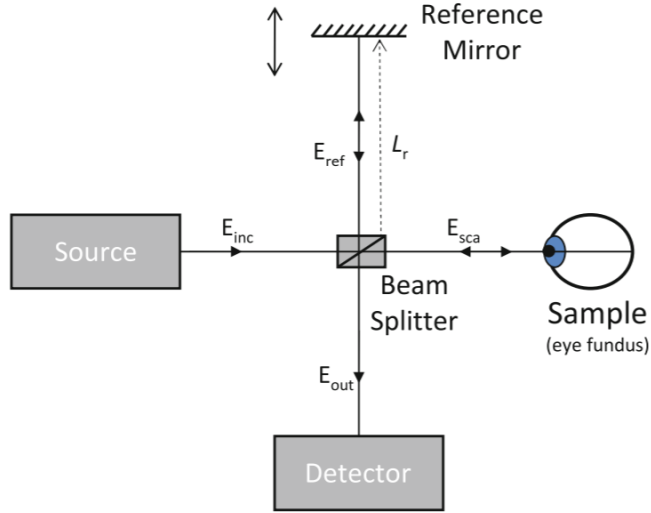 Reference
Mirror
E_ref
L_r
Source
E_inc
E_sca
Beam
Splitter
Sample
(eye fundus)
E_out
Detector